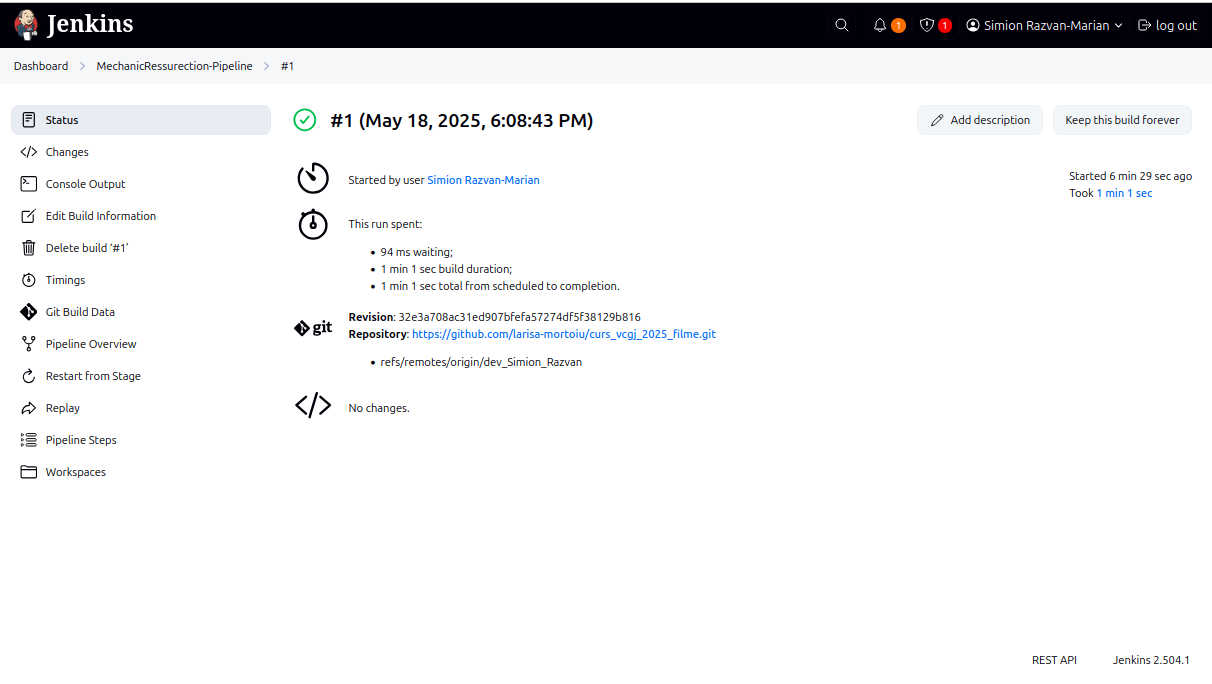 Jenkins
1
1
Simion Razvan-Marian
log out
Dashboard
MechanicRessurection-Pipeline
#1
Status
Changes
Console Output
Edit Build Information
Delete build ‘#1’
Timings
Git Build Data
Pipeline Overview
Restart from Stage
Replay
Pipeline Steps
Workspaces
#1 (May 18, 2025, 6:08:43 PM)
Add description
Keep this build forever
Started by user Simion Razvan-Marian
Started 6 min 29 sec ago
Took 1 min 1 sec
This run spent:
• 94 ms waiting;
• 1 min 1 sec build duration;
• 1 min 1 sec total from scheduled to completion.
git
Revision: 32e3a708ac31ed907bfefa57274df5f38129b816
Repository: https://github.com/larisa-mortoiu/curs_vcgj_2025_filme.git
• refs/remotes/origin/dev_Simion_Razvan
No changes.
REST API
Jenkins 2.504.1